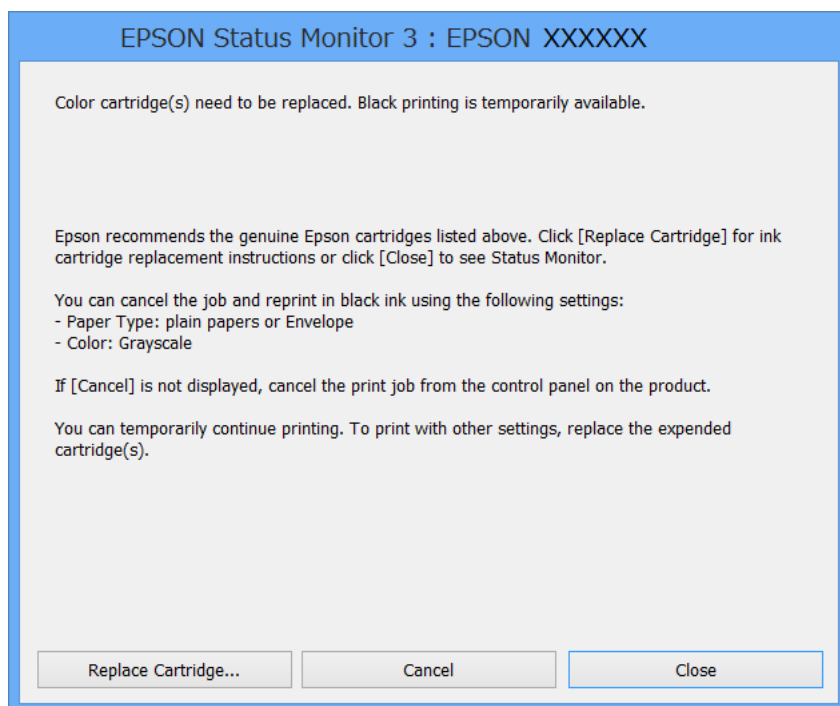 EPSON Status Monitor 3 : EPSON XXXXXX
Color cartridge(s) need to be replaced. Black printing is temporarily available.
Epson recommends the genuine Epson cartridges listed above. Click [Replace Cartridge] for ink
cartridge replacement instructions or click [Close] to see Status Monitor.
You can cancel the job and reprint in black ink using the following settings:
- Paper Type: plain papers or Envelope
- Color: Grayscale
If [Cancel] is not displayed, cancel the print job from the control panel on the product.
You can temporarily continue printing. To print with other settings, replace the expended
cartridge(s).
Replace Cartridge...
Cancel
Close